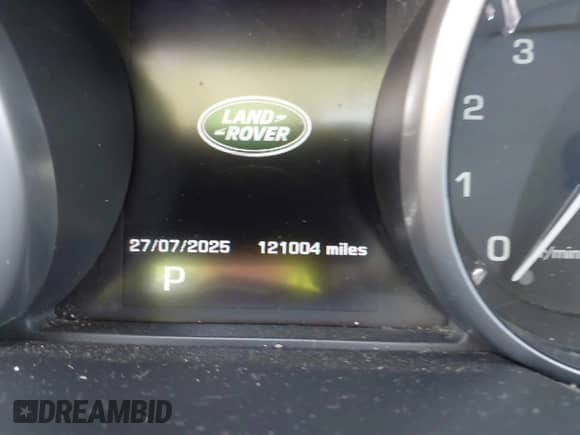 LAND
ROVER
27/07/2025 121004 miles
P
3
2
1
0
DREAMBID